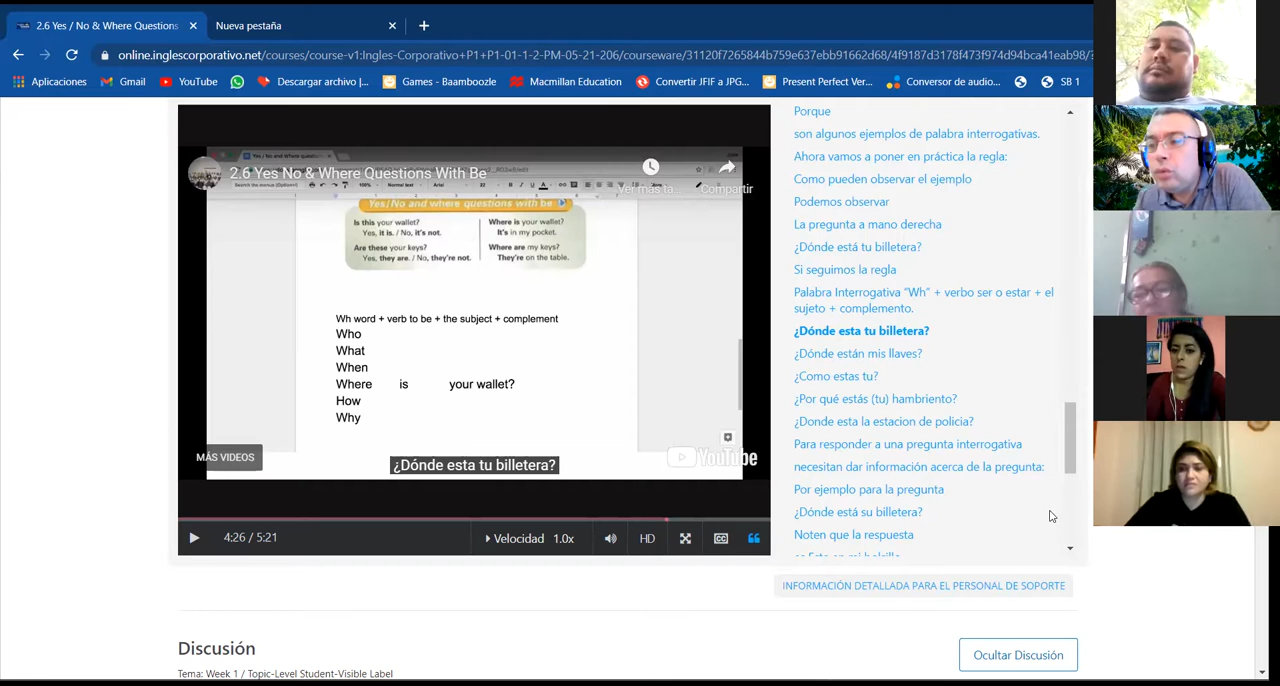 2.6 Yes / No & Where Questions
Nueva pestaña
online.inglescorporativo.net/courses/course-v1:Ingles-Corporativo+P1+P1-01-1-2-PM-05-21-206/courseware/31120f7265844b759e637ebb91662d68/4f9187d3178f473f974d94bca41eab98/?
Aplicaciones
Gmail
YouTube
Descargar archivo |...
Games - Baamboozle
Macmillan Education
Convertir JFIF a JPG...
Present Perfect Ver...
Conversor de audio...
SB 1
2.6 Yes No & Where Questions With Be
Ver más ta...
Compartir
Yes/No and where questions with be
Is this your wallet?
Yes, it is. / No, it's not.
Are these your keys?
Yes, they are. / No, they're not.
Where is your wallet?
It's in my pocket.
Where are my keys?
They're on the table.
Wh word + verb to be + the subject + complement
Who
What
When
Where is your wallet?
How
Why
MÁS VIDEOS
YouTube
¿Dónde esta tu billetera?
4:26 / 5:21
Velocidad 1.0x
HD
Porque
son algunos ejemplos de palabra interrogativas.
Ahora vamos a poner en práctica la regla:
Como pueden observar el ejemplo
Podemos observar
La pregunta a mano derecha
¿Dónde está tu billetera?
Si seguimos la regla
Palabra Interrogativa “Wh” + verbo ser o estar + el
sujeto + complemento.
¿Dónde esta tu billetera?
¿Dónde están mis llaves?
¿Como estas tu?
¿Por qué estás (tu) hambriento?
¿Donde esta la estacion de policia?
Para responder a una pregunta interrogativa
necesitan dar información acerca de la pregunta:
Por ejemplo para la pregunta
¿Dónde está su billetera?
Noten que la respuesta
INFORMACIÓN DETALLADA PARA EL PERSONAL DE SOPORTE
Discusión
Ocultar Discusión
Tema: Week 1 / Topic-Level Student-Visible Label